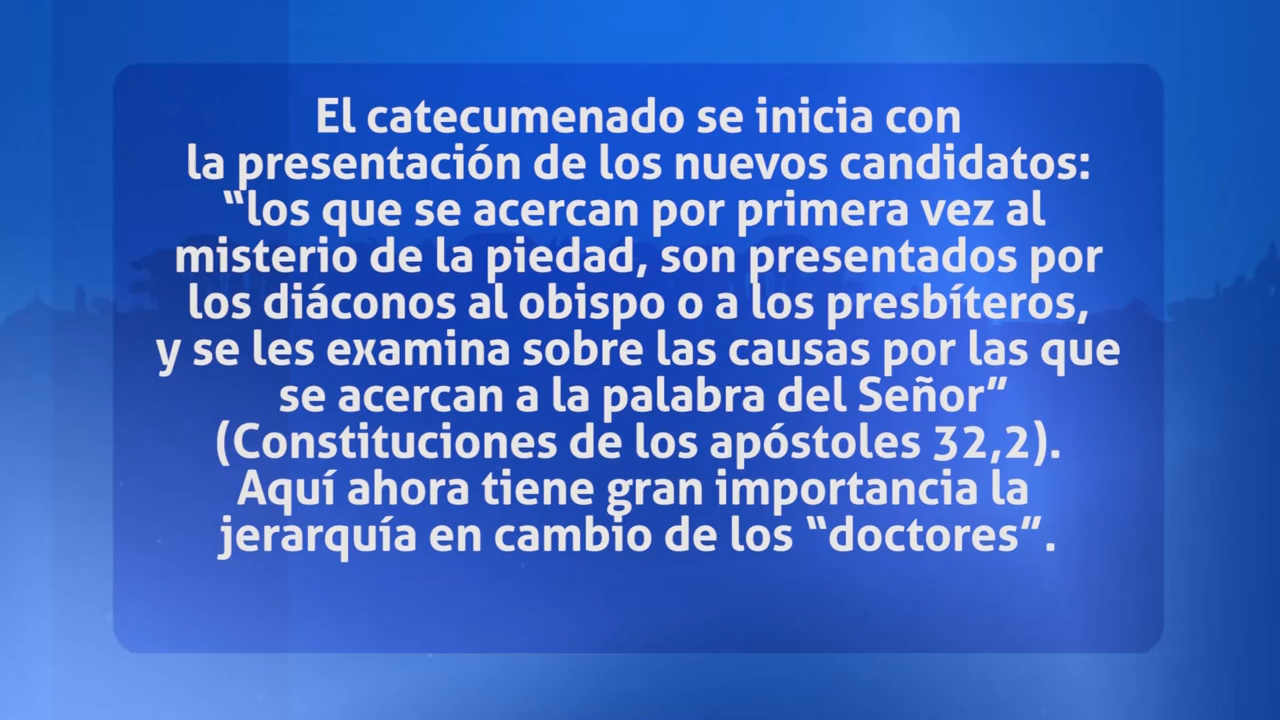 El catecumenado se inicia con
la presentación de los nuevos candidatos:
“los que se acercan por primera vez al
misterio de la piedad, son presentados por
los diáconos al obispo o a los presbíteros,
y se les examina sobre las causas por las que
se acercan a la palabra del Señor”
(Constituciones de los apóstoles 32,2).
Aquí ahora tiene gran importancia la
jerarquía en cambio de los “doctores”.